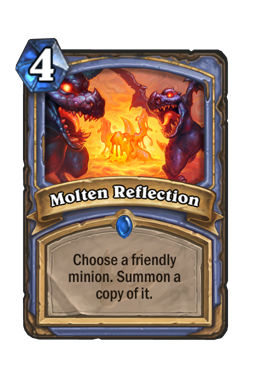 4
Molten Reflection
Choose a friendly
minion. Summon a
copy of it.